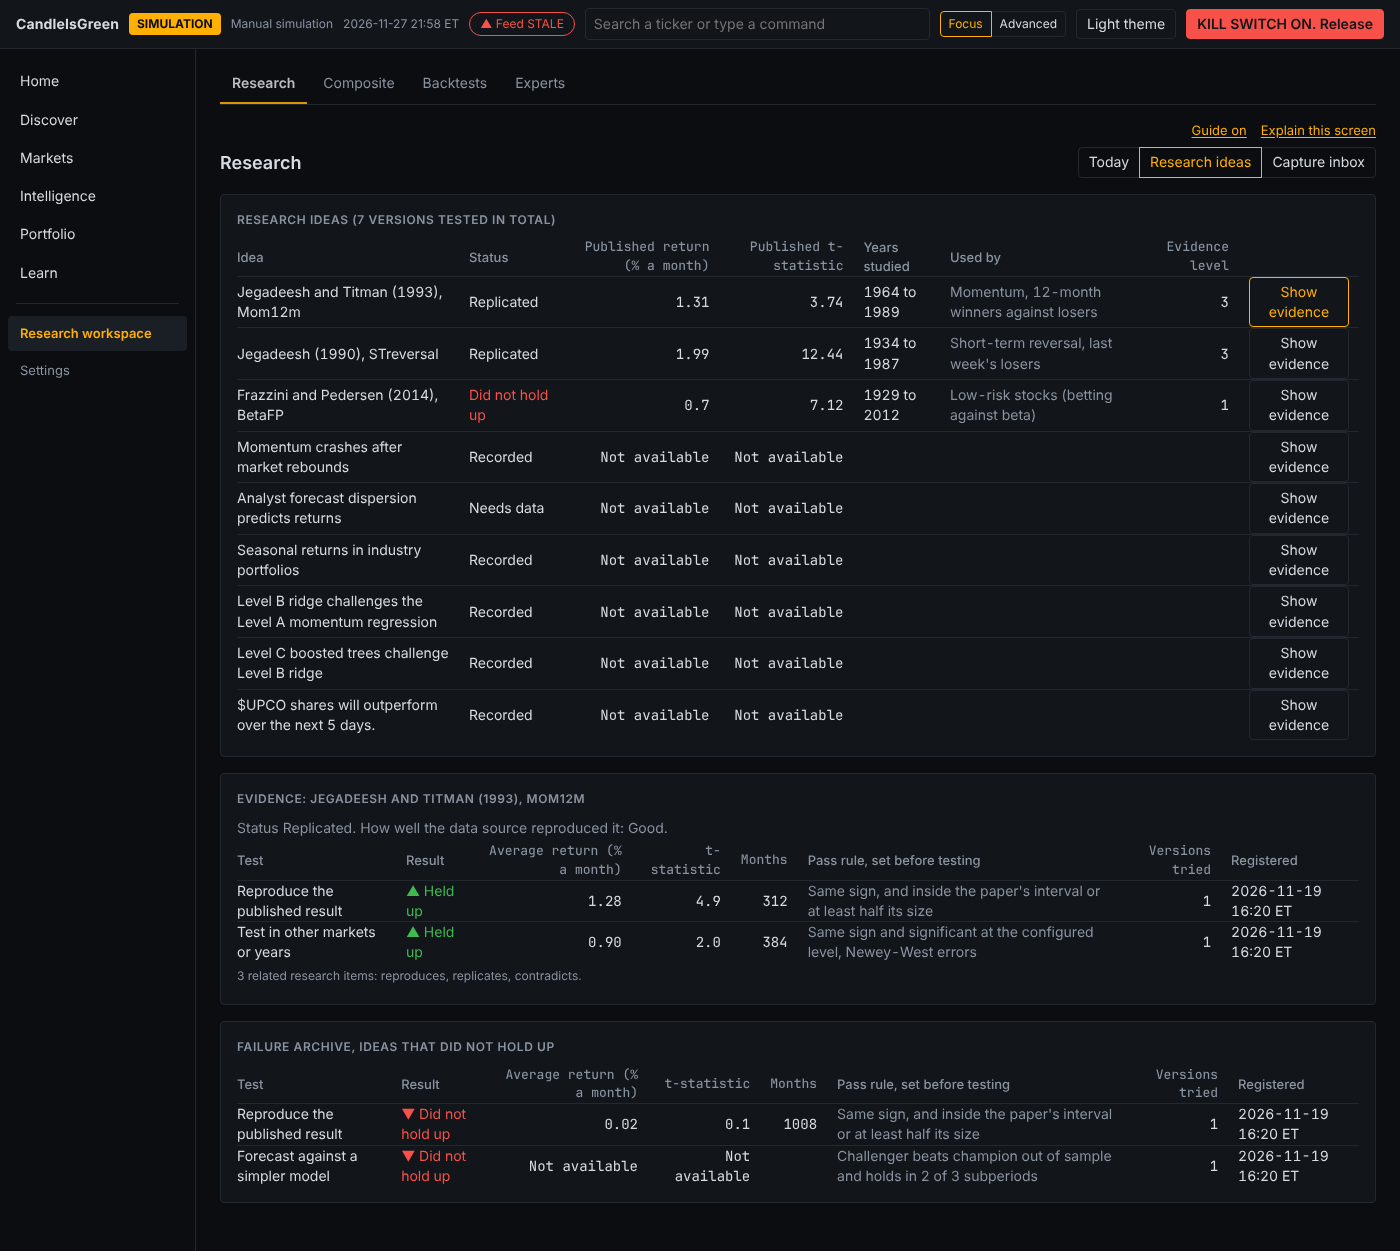 CandleIsGreen SIMULATION Manual simulation 2026-11-27 21:58 ET ▲ Feed STALE Search a ticker or type a command Focus Advanced Light theme KILL SWITCH ON. Release
Home
Discover
Markets
Intelligence
Portfolio
Learn
Research workspace
Settings
Research Composite Backtests Experts
Guide on Explain this screen
Research Today Research ideas Capture inbox
RESEARCH IDEAS (7 VERSIONS TESTED IN TOTAL)
Idea Status Published return (% a month) Published t-statistic Years studied Used by Evidence level
Jegadeesh and Titman (1993), Mom12m Replicated 1.31 3.74 1964 to 1989 Momentum, 12-month winners against losers 3 Show evidence
Jegadeesh (1990), STreversal Replicated 1.99 12.44 1934 to 1987 Short-term reversal, last week's losers 3 Show evidence
Frazzini and Pedersen (2014), BetaFP Did not hold up 0.7 7.12 1929 to 2012 Low-risk stocks (betting against beta) 1 Show evidence
Momentum crashes after market rebounds Recorded Not available Not available Show evidence
Analyst forecast dispersion predicts returns Needs data Not available Not available Show evidence
Seasonal returns in industry portfolios Recorded Not available Not available Show evidence
Level B ridge challenges the Level A momentum regression Recorded Not available Not available Show evidence
Level C boosted trees challenge Level B ridge Recorded Not available Not available Show evidence
$UPCO shares will outperform over the next 5 days. Recorded Not available Not available Show evidence
EVIDENCE: JEGADEESH AND TITMAN (1993), MOM12M
Status Replicated. How well the data source reproduced it: Good.
Test Result Average return (% a month) t-statistic Months Pass rule, set before testing Versions tried Registered
Reproduce the published result ▲ Held up 1.28 4.9 312 Same sign, and inside the paper's interval or at least half its size 1 2026-11-19 16:20 ET
Test in other markets or years ▲ Held up 0.90 2.0 384 Same sign and significant at the configured level, Newey-West errors 1 2026-11-19 16:20 ET
3 related research items: reproduces, replicates, contradicts.
FAILURE ARCHIVE, IDEAS THAT DID NOT HOLD UP
Test Result Average return (% a month) t-statistic Months Pass rule, set before testing Versions tried Registered
Reproduce the published result ▼ Did not hold up 0.02 0.1 1008 Same sign, and inside the paper's interval or at least half its size 1 2026-11-19 16:20 ET
Forecast against a simpler model ▼ Did not hold up Not available Not available Challenger beats champion out of sample and holds in 2 of 3 subperiods 1 2026-11-19 16:20 ET